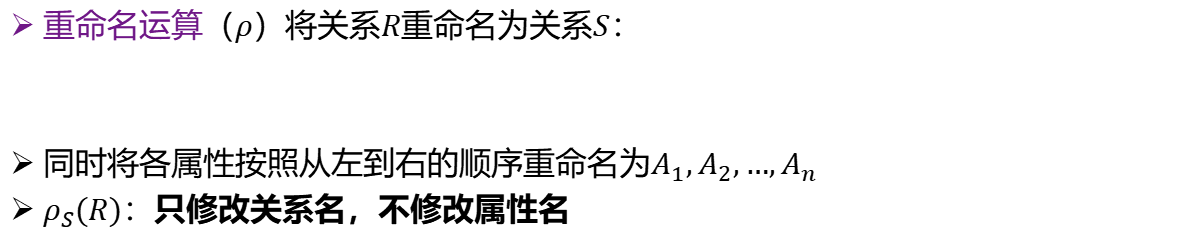 ➢ 重命名运算（ρ）将关系R重命名为关系S：
➢ 同时将各属性按照从左到右的顺序重命名为A₁, A₂, …, Aₙ
➢ ρ_S(R)：只修改关系名，不修改属性名